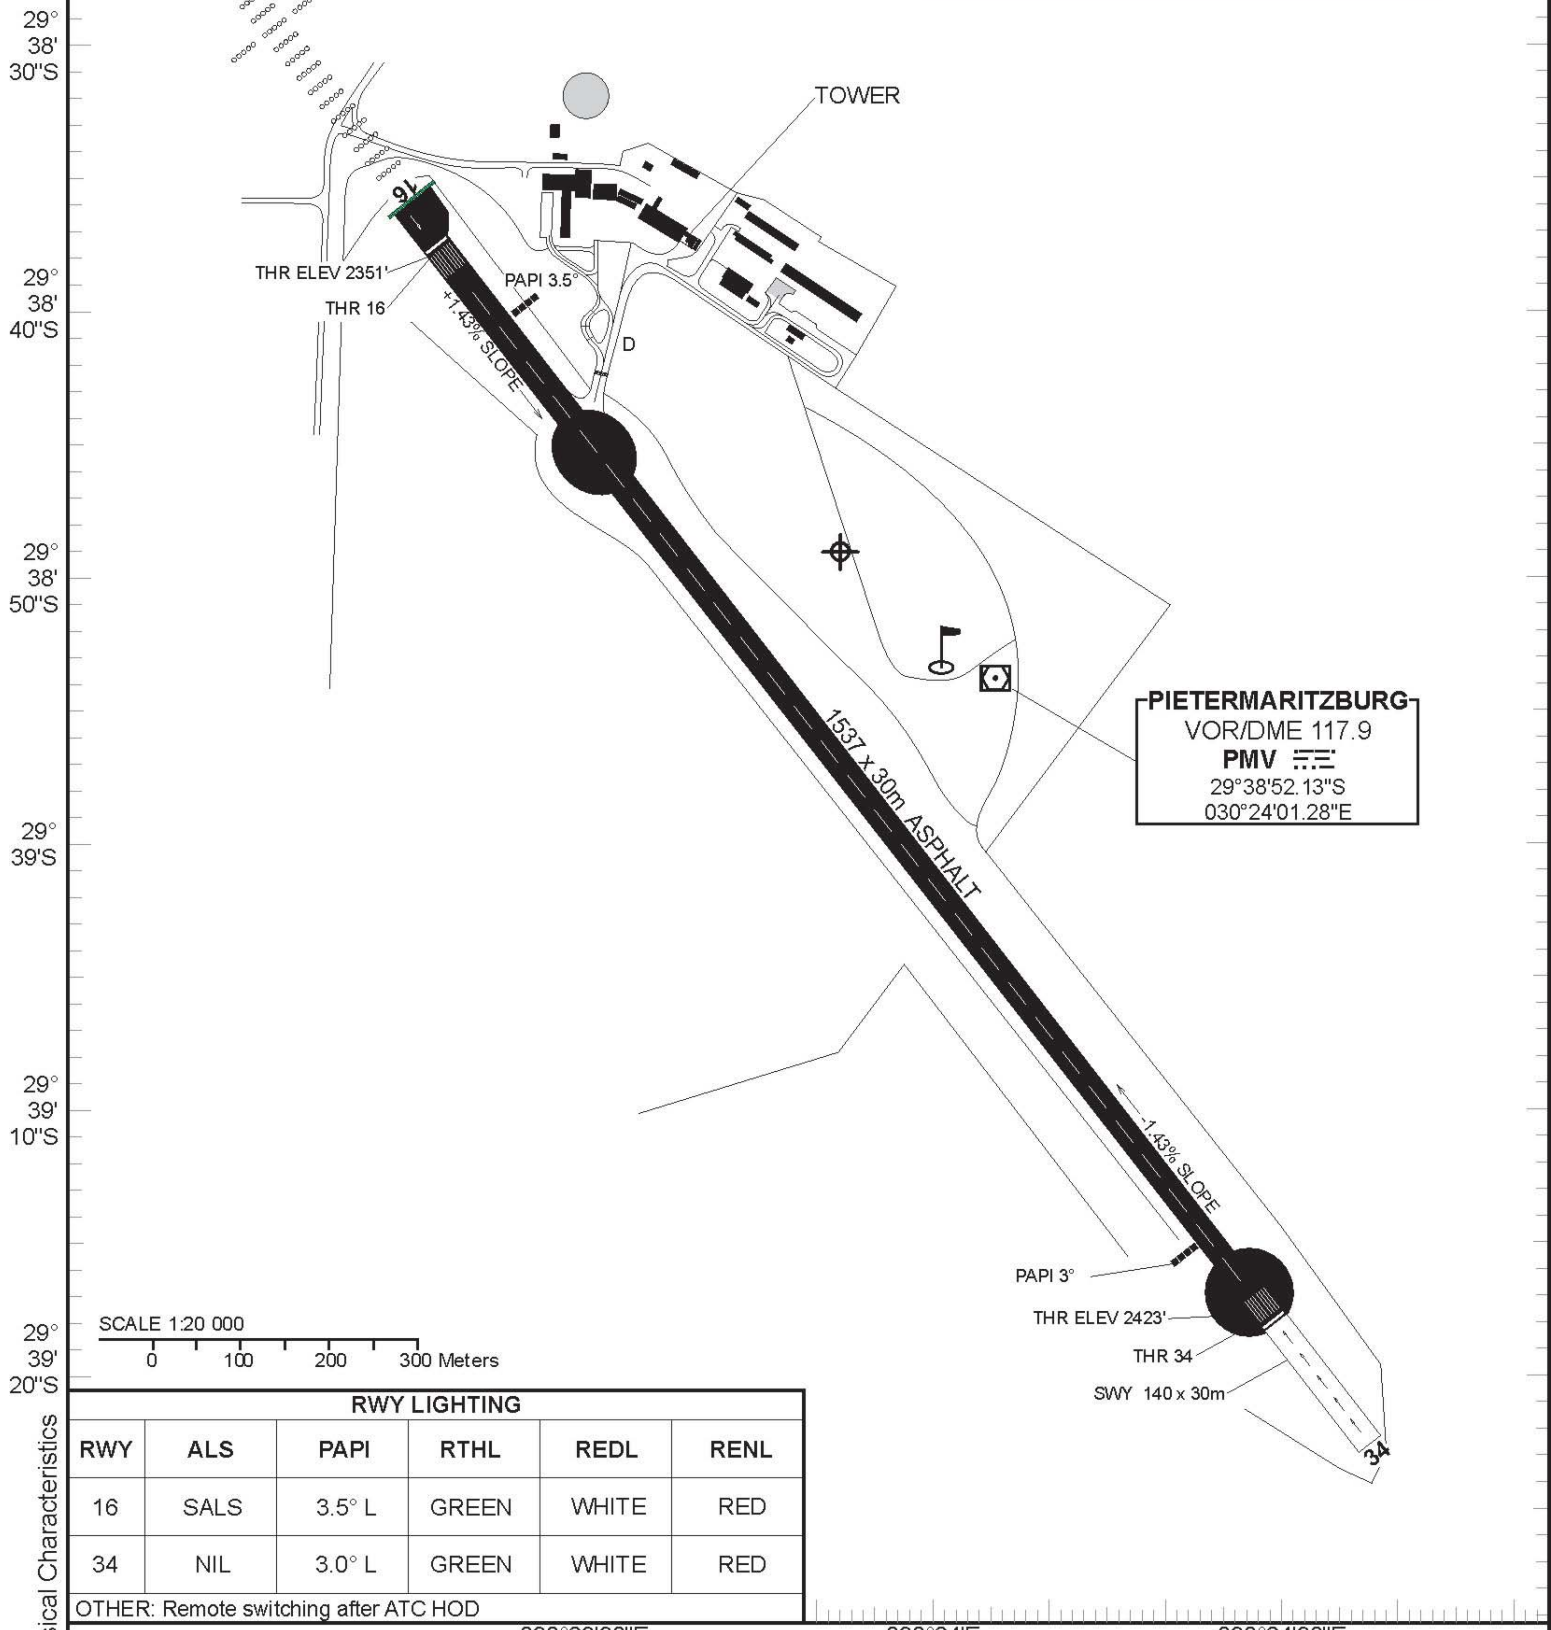 29°
38'
30"S
TOWER
16
THR ELEV 2351'
THR 16
PAPI 3.5°
+1.43% SLOPE
29°
38'
40"S
D
29°
38'
50"S
PIETERMARITZBURG
VOR/DME 117.9
PMV
29°38'52.13"S
030°24'01.28"E
1537 x 30m ASPHALT
29°
39'S
29°
39'
10"S
-1.43% SLOPE
PAPI 3°
THR ELEV 2423'
THR 34
SWY 140 x 30m
34
29°
39'
20"S
SCALE 1:20 000
0 100 200 300 Meters
RWY LIGHTING
RWY ALS PAPI RTHL REDL RENL
16 SALS 3.5° L GREEN WHITE RED
34 NIL 3.0° L GREEN WHITE RED
OTHER: Remote switching after ATC HOD
Characteristics